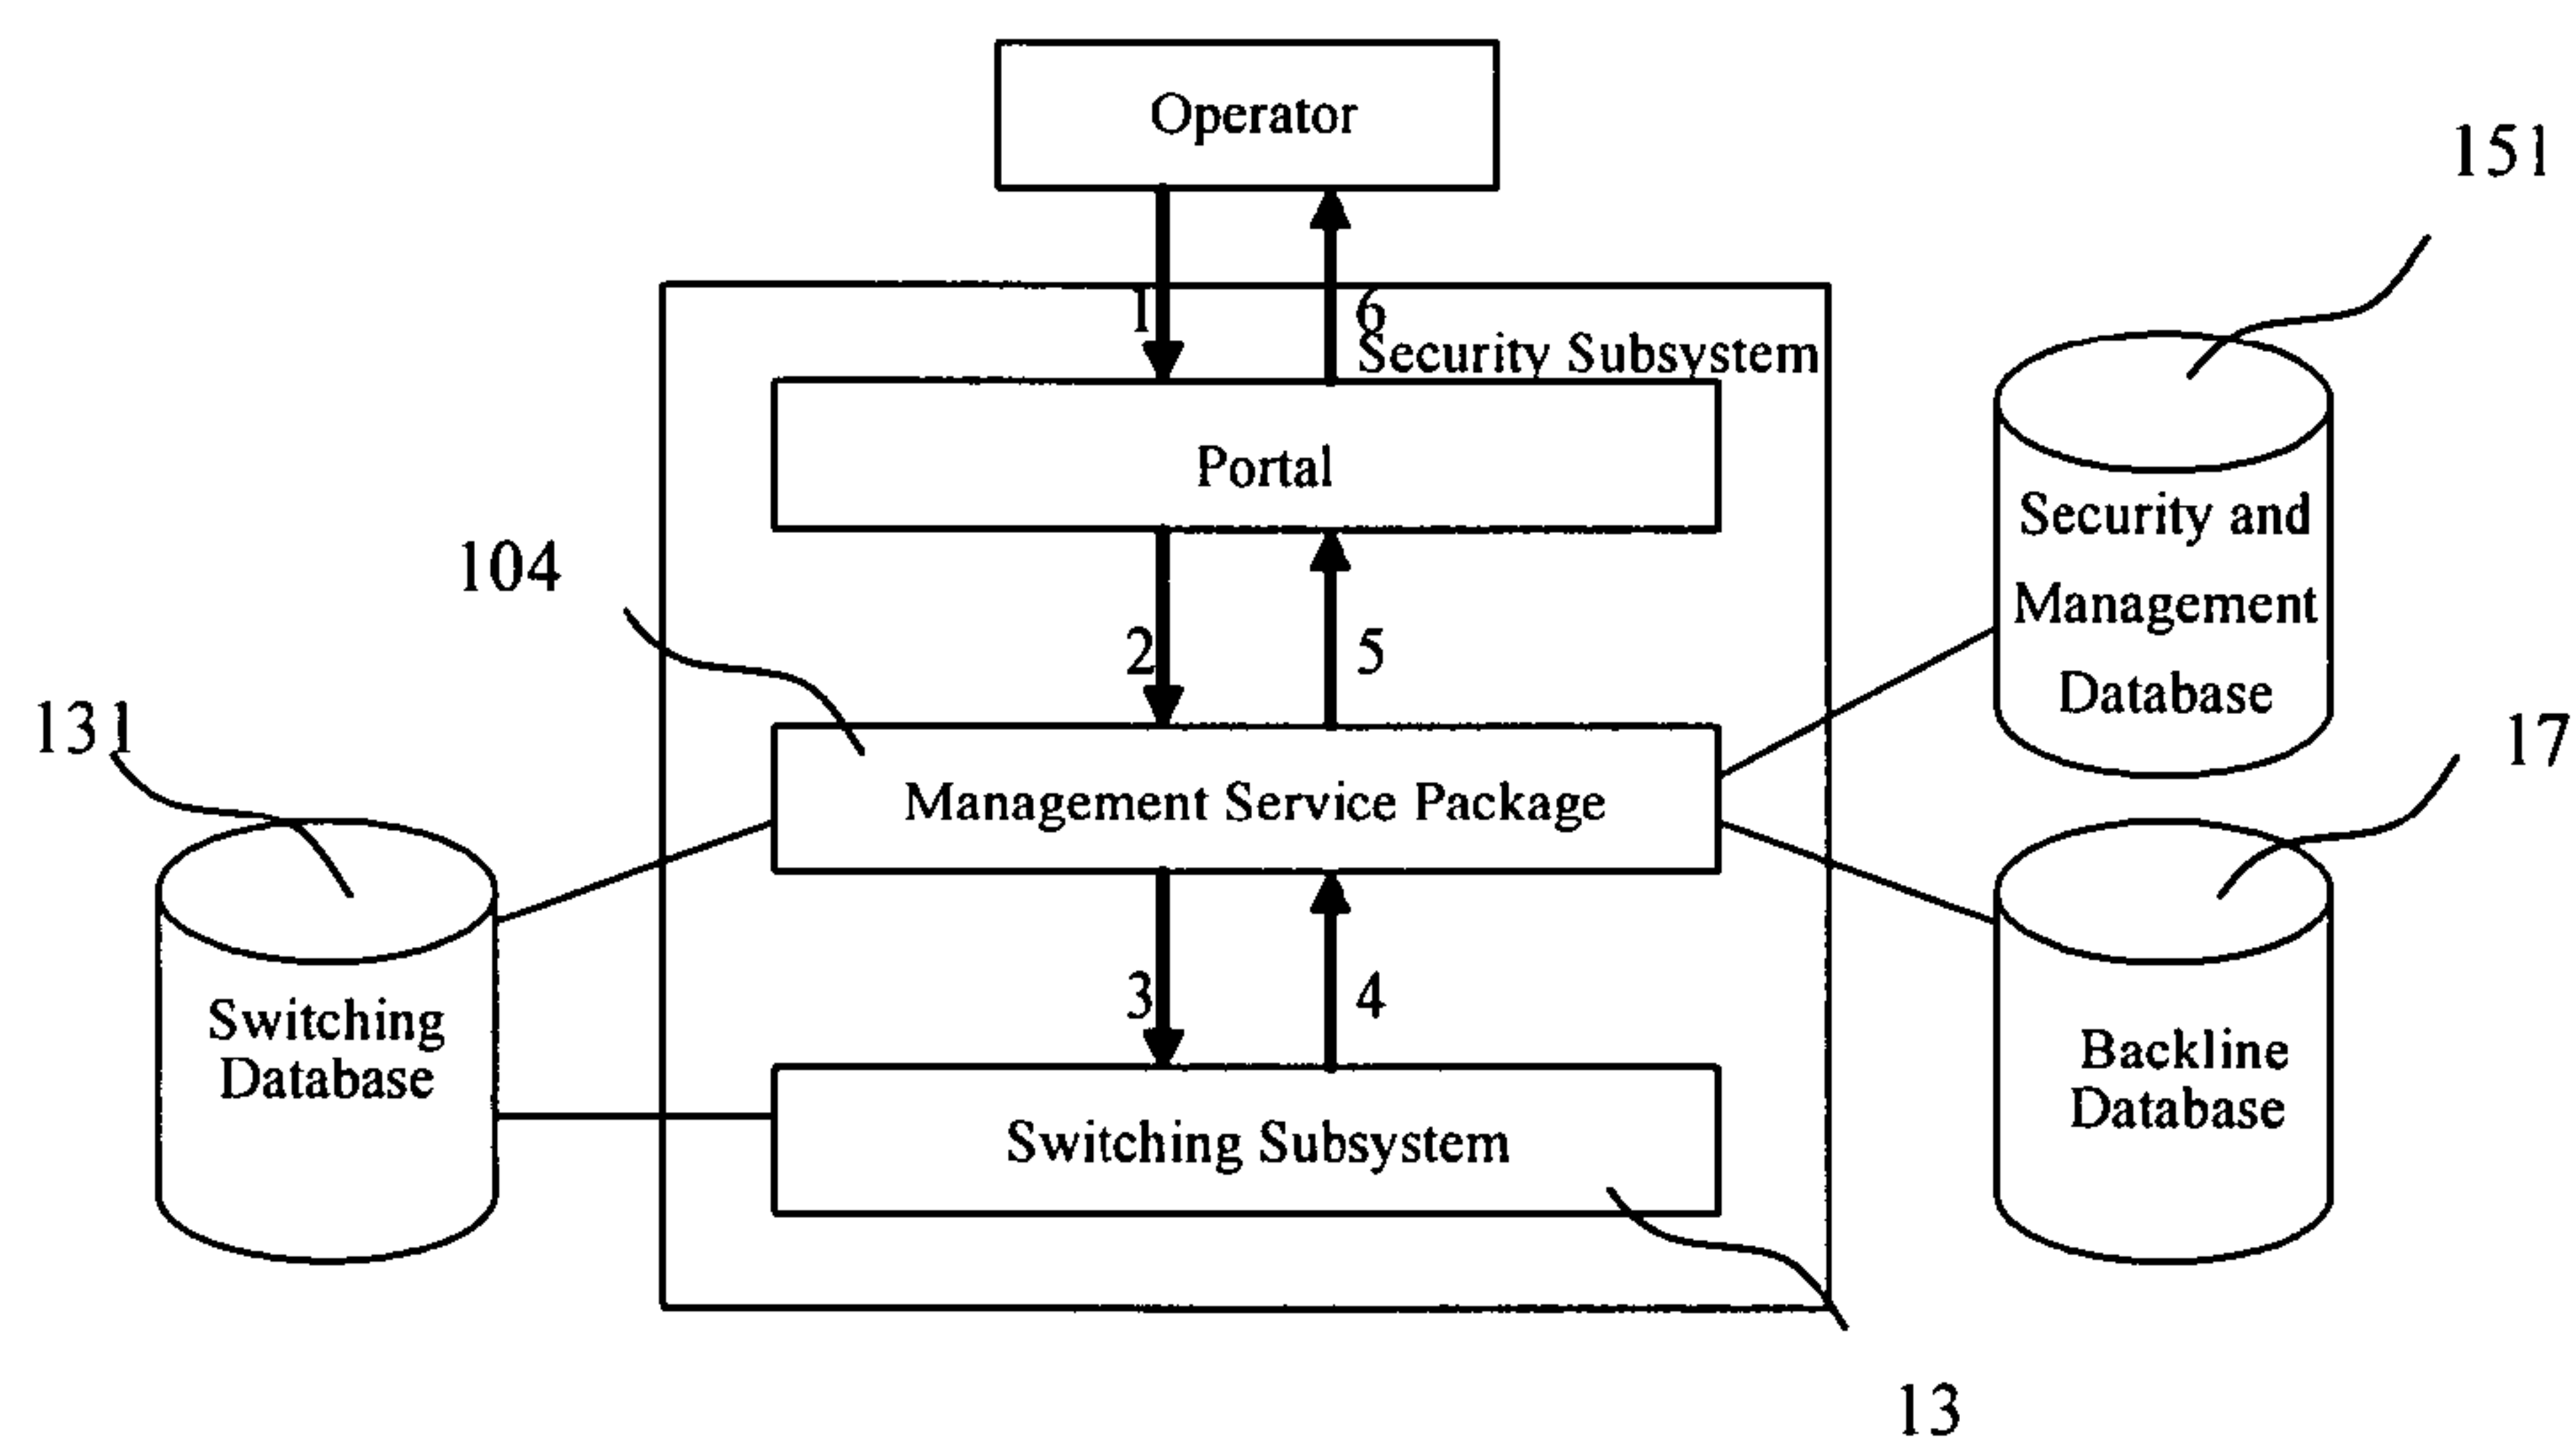 Operator
151
1
6
Security Subsystem
Portal
Security and
Management
Database
104
2
5
131
17
Management Service Package
Switching
Database
3
4
Backline
Database
Switching Subsystem
13